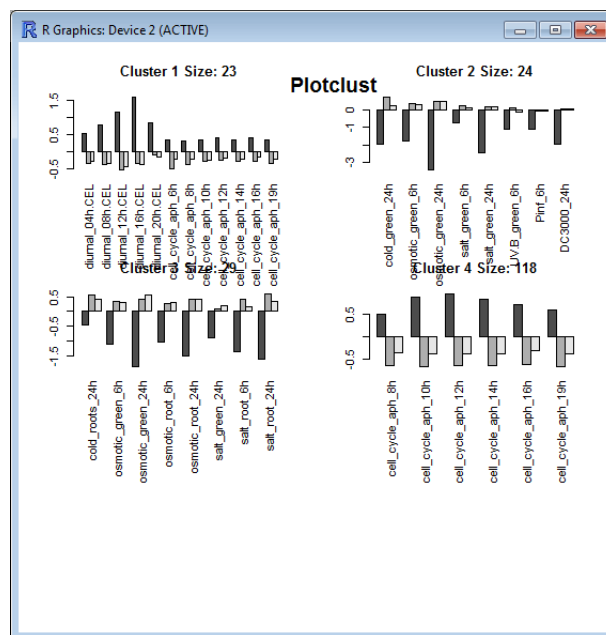 R Graphics: Device 2 (ACTIVE)
Plotclust
Cluster 1 Size: 23
1.5
0.5
-0.5
diurnal_04h.CEL
diurnal_08h.CEL
diurnal_12h.CEL
diurnal_16h.CEL
diurnal_20h.CEL
cell_cycle_aph_6h
cell_cycle_aph_8h
cell_cycle_aph_10h
cell_cycle_aph_12h
cell_cycle_aph_14h
cell_cycle_aph_16h
cell_cycle_aph_19h
Cluster 2 Size: 24
0
-1
-3
cold_green_24h
osmotic_green_6h
osmotic_green_24h
salt_green_6h
salt_green_24h
UV.B_green_6h
Pinf_6h
DC3000_24h
Cluster 3 Size: 29
0.5
-0.5
-1.5
cold_roots_24h
osmotic_green_6h
osmotic_green_24h
osmotic_root_6h
osmotic_root_24h
salt_green_24h
salt_root_6h
salt_root_24h
Cluster 4 Size: 118
0.5
-0.5
cell_cycle_aph_8h
cell_cycle_aph_10h
cell_cycle_aph_12h
cell_cycle_aph_14h
cell_cycle_aph_16h
cell_cycle_aph_19h